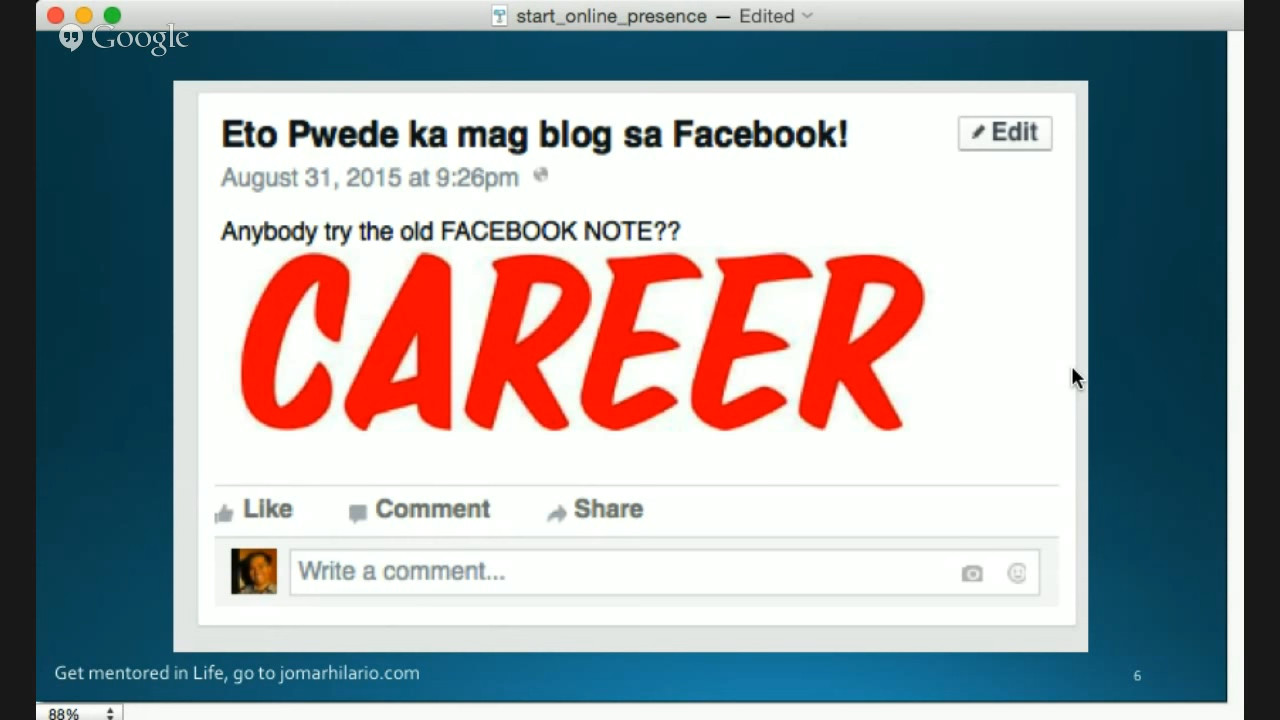 start_online_presence — Edited
Google
Eto Pwede ka mag blog sa Facebook!
Edit
August 31, 2015 at 9:26pm
Anybody try the old FACEBOOK NOTE??
CAREER
Like Comment Share
Write a comment...
Get mentored in Life, go to jomarhilario.com
6
88%